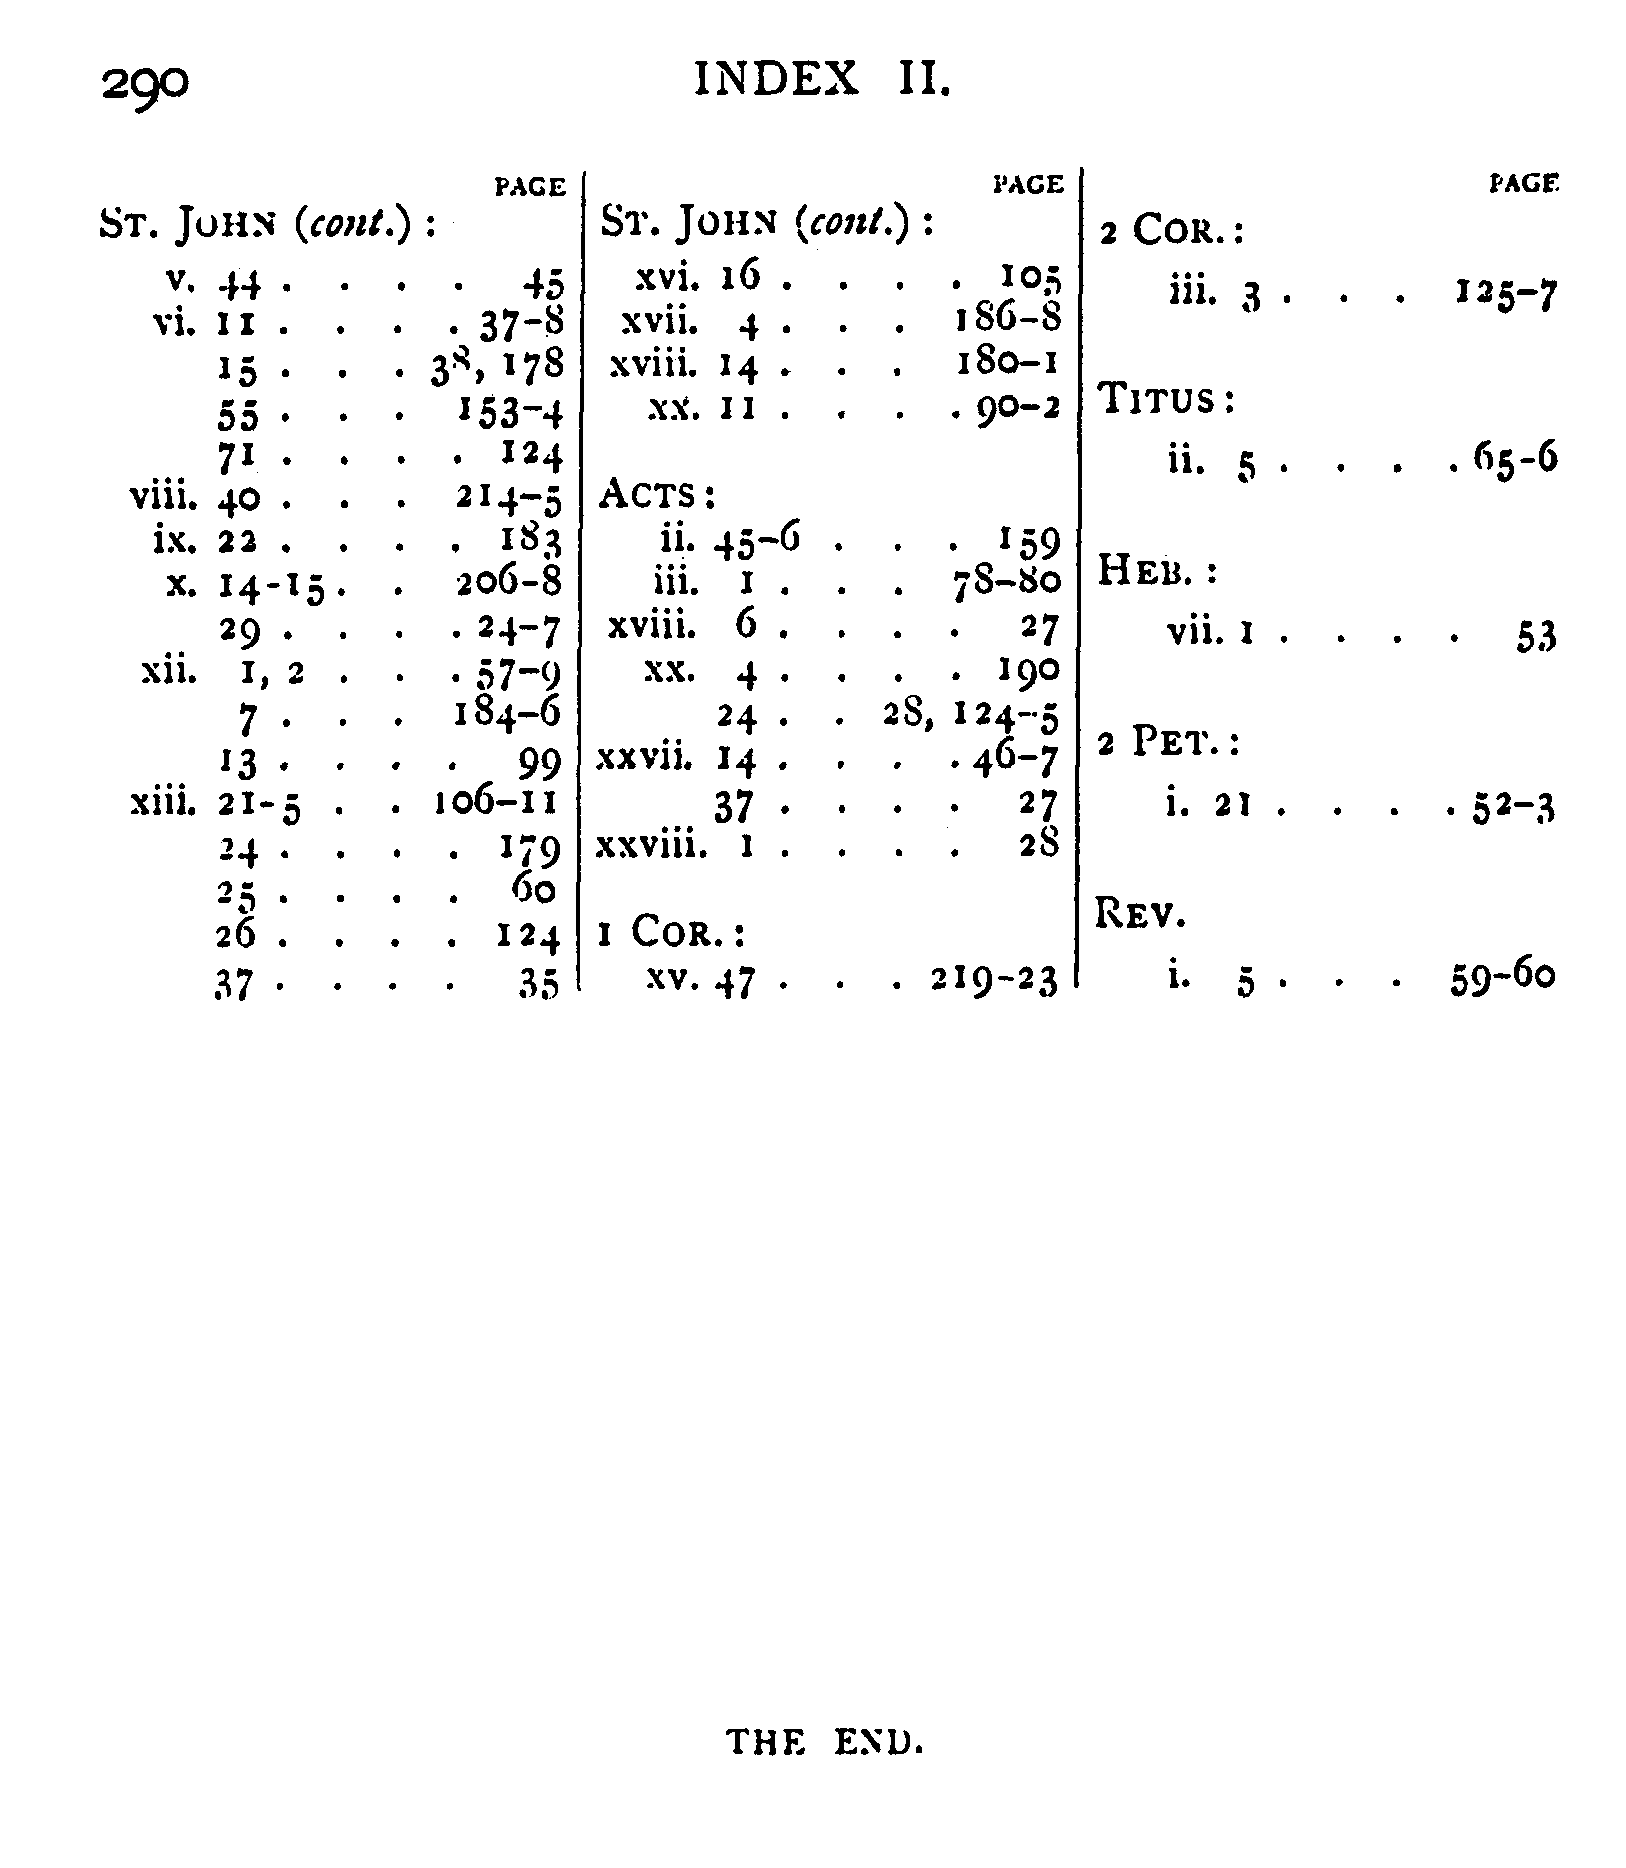 290 INDEX II.
PAGE
St. John (cont.) :
v. 44 . . . . 45
vi. 11 . . . . 37-8
15 . . . 38, 178
55 . . . 153-4
71 . . . . 124
viii. 40 . . . 214-5
ix. 22 . . . . 183
x. 14-15 . . 206-8
29 . . . . 24-7
xii. 1, 2 . . . 57-9
7 . . . 184-6
13 . . . . 99
xiii. 21-5 . . 106-11
24 . . . . 179
25 . . . . 60
26 . . . . 124
37 . . . . 35
PAGE
St. John (cont.) :
xvi. 16 . . . . 105
xvii. 4 . . . 186-8
xviii. 14 . . . 180-1
xx. 11 . . . . 90-2
Acts :
ii. 45-6 . . . 159
iii. 1 . . . 78-80
xviii. 6 . . . . 27
xx. 4 . . . . 190
24 . . 28, 124-5
xxvii. 14 . . . . 46-7
37 . . . . 27
xxviii. 1 . . . . 28
1 Cor. :
xv. 47 . . . 219-23
PAGE
2 Cor. :
iii. 3 . . . 125-7
Titus :
ii. 5 . . . . 65-6
Heb. :
vii. 1 . . . . 53
2 Pet. :
i. 21 . . . . 52-3
Rev.
i. 5 . . . 59-60
THE END.